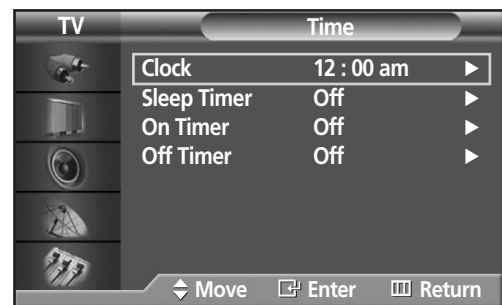 TV Time
Clock 12 : 00 am
Sleep Timer Off
On Timer Off
Off Timer Off
Move Enter Return